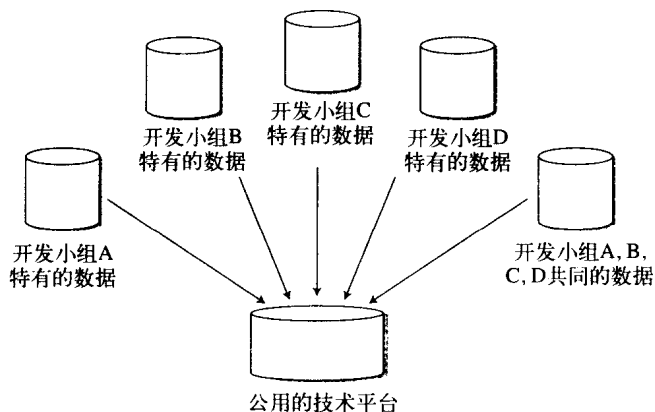 开发小组C
特有的数据
开发小组B
特有的数据
开发小组D
特有的数据
开发小组A
特有的数据
开发小组A, B,
C, D共同的数据
公用的技术平台